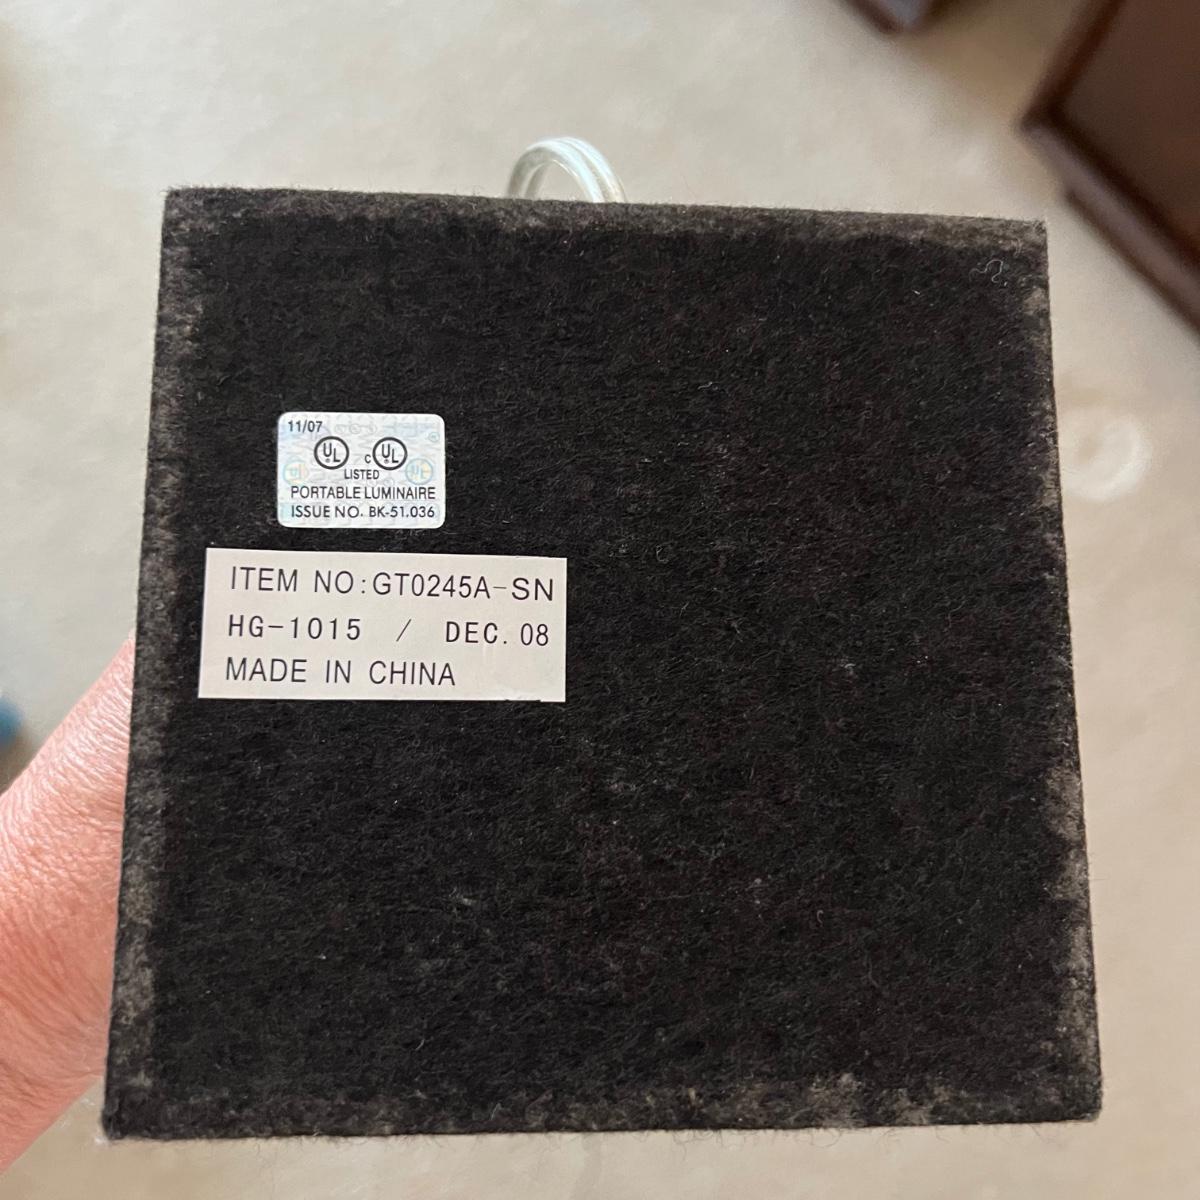 11/07
UL c UL
LISTED
PORTABLE LUMINAIRE
ISSUE NO. BK-51.036
ITEM NO:GT0245A-SN
HG-1015 / DEC. 08
MADE IN CHINA